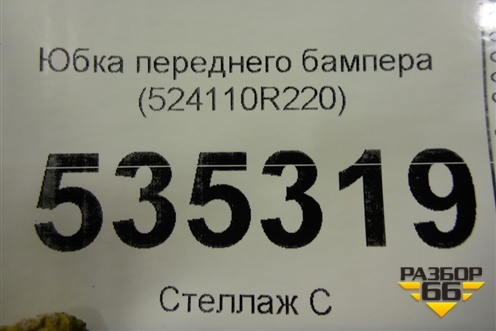 Юбка переднего бампера
(524110R220)
535319
Стеллаж С
РАЗБОР
66